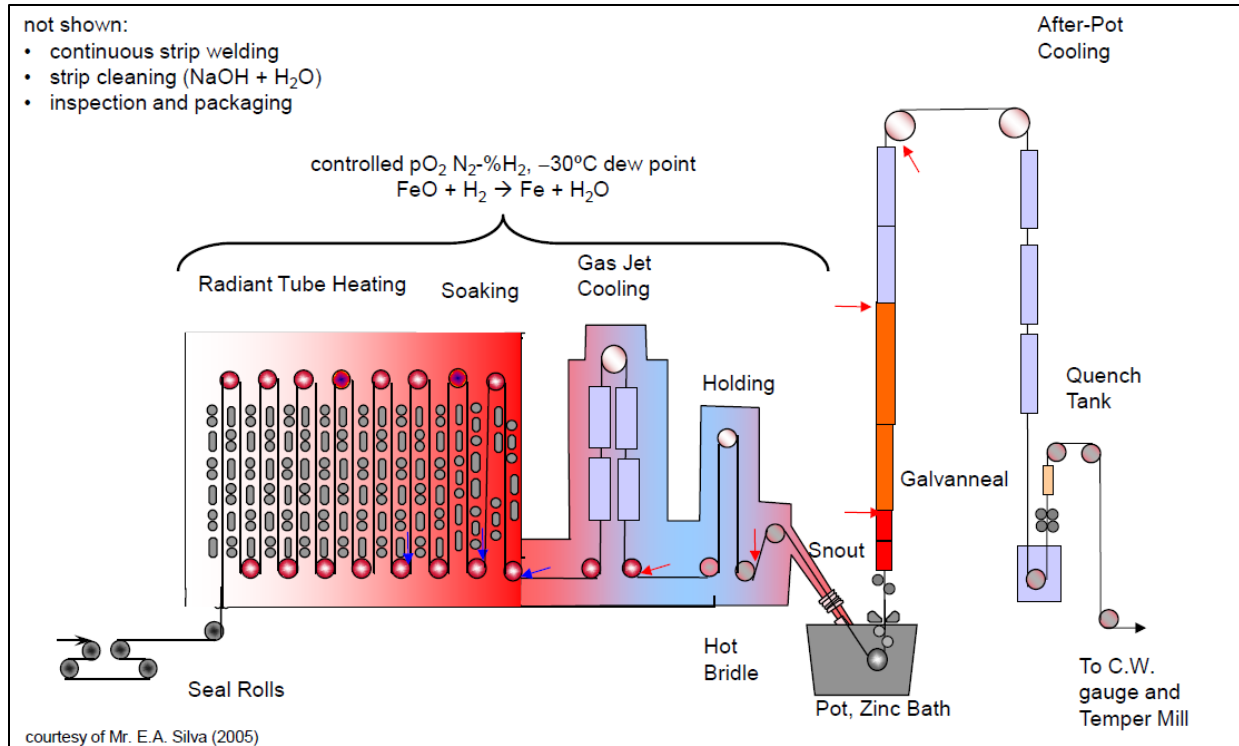 not shown:
• continuous strip welding
• strip cleaning (NaOH + H₂O)
• inspection and packaging
After-Pot
Cooling
controlled pO₂ N₂-%H₂, –30ºC dew point
FeO + H₂ → Fe + H₂O
Radiant Tube Heating
Soaking
Gas Jet
Cooling
Holding
Quench
Tank
Galvanneal
Snout
Hot
Bridle
Seal Rolls
Pot, Zinc Bath
To C.W.
gauge and
Temper Mill
courtesy of Mr. E.A. Silva (2005)